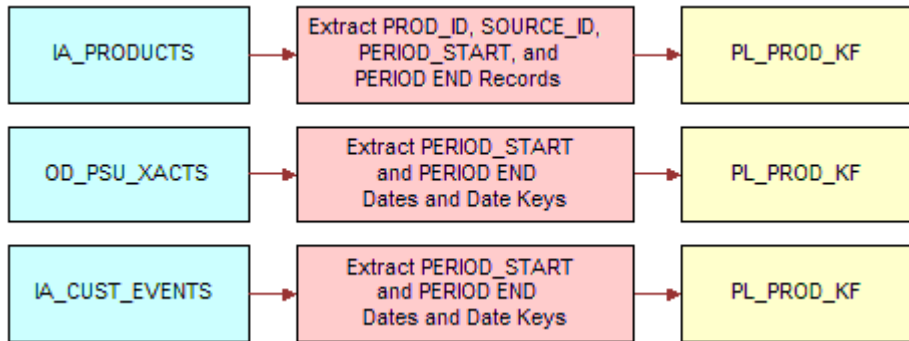 IA_PRODUCTS
Extract PROD_ID, SOURCE_ID,
PERIOD_START, and
PERIOD END Records
PL_PROD_KF
OD_PSU_XACTS
Extract PERIOD_START
and PERIOD END
Dates and Date Keys
PL_PROD_KF
IA_CUST_EVENTS
Extract PERIOD_START
and PERIOD END
Dates and Date Keys
PL_PROD_KF